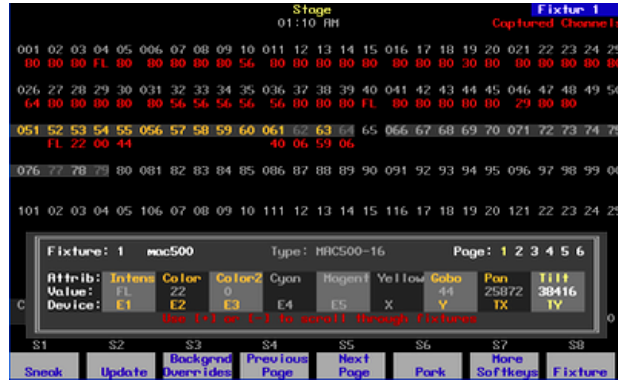 Stage
Fixtur 1
01:10 AM
Captured Channels
001 02 03 04 05 006 07 08 09 10 011 12 13 14 15 016 17 18 19 20 021 22 23 24 25
80 80 80 FL 80 80 80 80 80 56 80 80 80 80 80 80 80 80 30 80 80 80 80 80 80
026 27 28 29 30 031 32 33 34 35 036 37 38 39 40 041 42 43 44 45 046 47 48 49 50
64 80 80 80 80 80 56 56 56 56 56 80 80 80 FL 80 80 80 80 80 29 80 80
051 52 53 54 55 056 57 58 59 60 061 62 63 64 65 066 67 68 69 70 071 72 73 74 75
FL 22 00 44 40 06 59 06
076 77 78 79 80 081 82 83 84 85 086 87 88 89 90 091 92 93 94 95 096 97 98 99 00
101 02 03 04 05 106 07 08 09 10 111 12 13 14 15 116 17 18 19 20 121 22 23 24 25
Fixture: 1 mac500 Type: MAC500-16 Page: 1 2 3 4 5 6
Attrib: Intens Color Color2 Cyan Magent Yellow Gobo Pan Tilt
Value: FL 22 0 44 25872 38416
Device: E1 E2 E3 E4 E5 X Y TX TY
Use [+] or [-] to scroll through fixtures
S1 S2 S3 S4 S5 S6 S7 S8
Sneak Update Backgrnd Overrides Previous Page Next Page Park More Softkeys Fixture